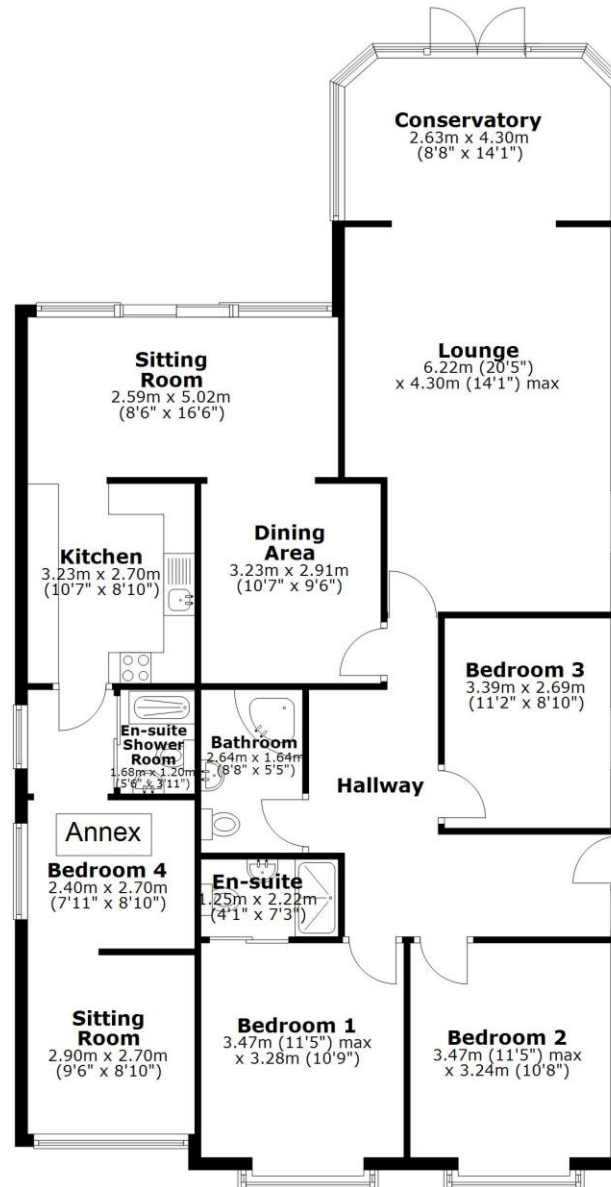 Conservatory
2.63m x 4.30m
(8'8" x 14'1")
Lounge
6.22m (20'5")
x 4.30m (14'1") max
Sitting
Room
2.59m x 5.02m
(8'6" x 16'6")
Kitchen
3.23m x 2.70m
(10'7" x 8'10")
Dining
Area
3.23m x 2.91m
(10'7" x 9'6")
Bedroom 3
3.39m x 2.69m
(11'2" x 8'10")
En-suite
Shower
Room
1.68m x 1.20m
(5'6" x 3'11")
Bathroom
2.64m x 1.64m
(8'8" x 5'5")
Hallway
Annex
Bedroom 4
2.40m x 2.70m
(7'11" x 8'10")
En-suite
1.25m x 2.22m
(4'1" x 7'3")
Sitting
Room
2.90m x 2.70m
(9'6" x 8'10")
Bedroom 1
3.47m (11'5") max
x 3.28m (10'9")
Bedroom 2
3.47m (11'5") max
x 3.24m (10'8")